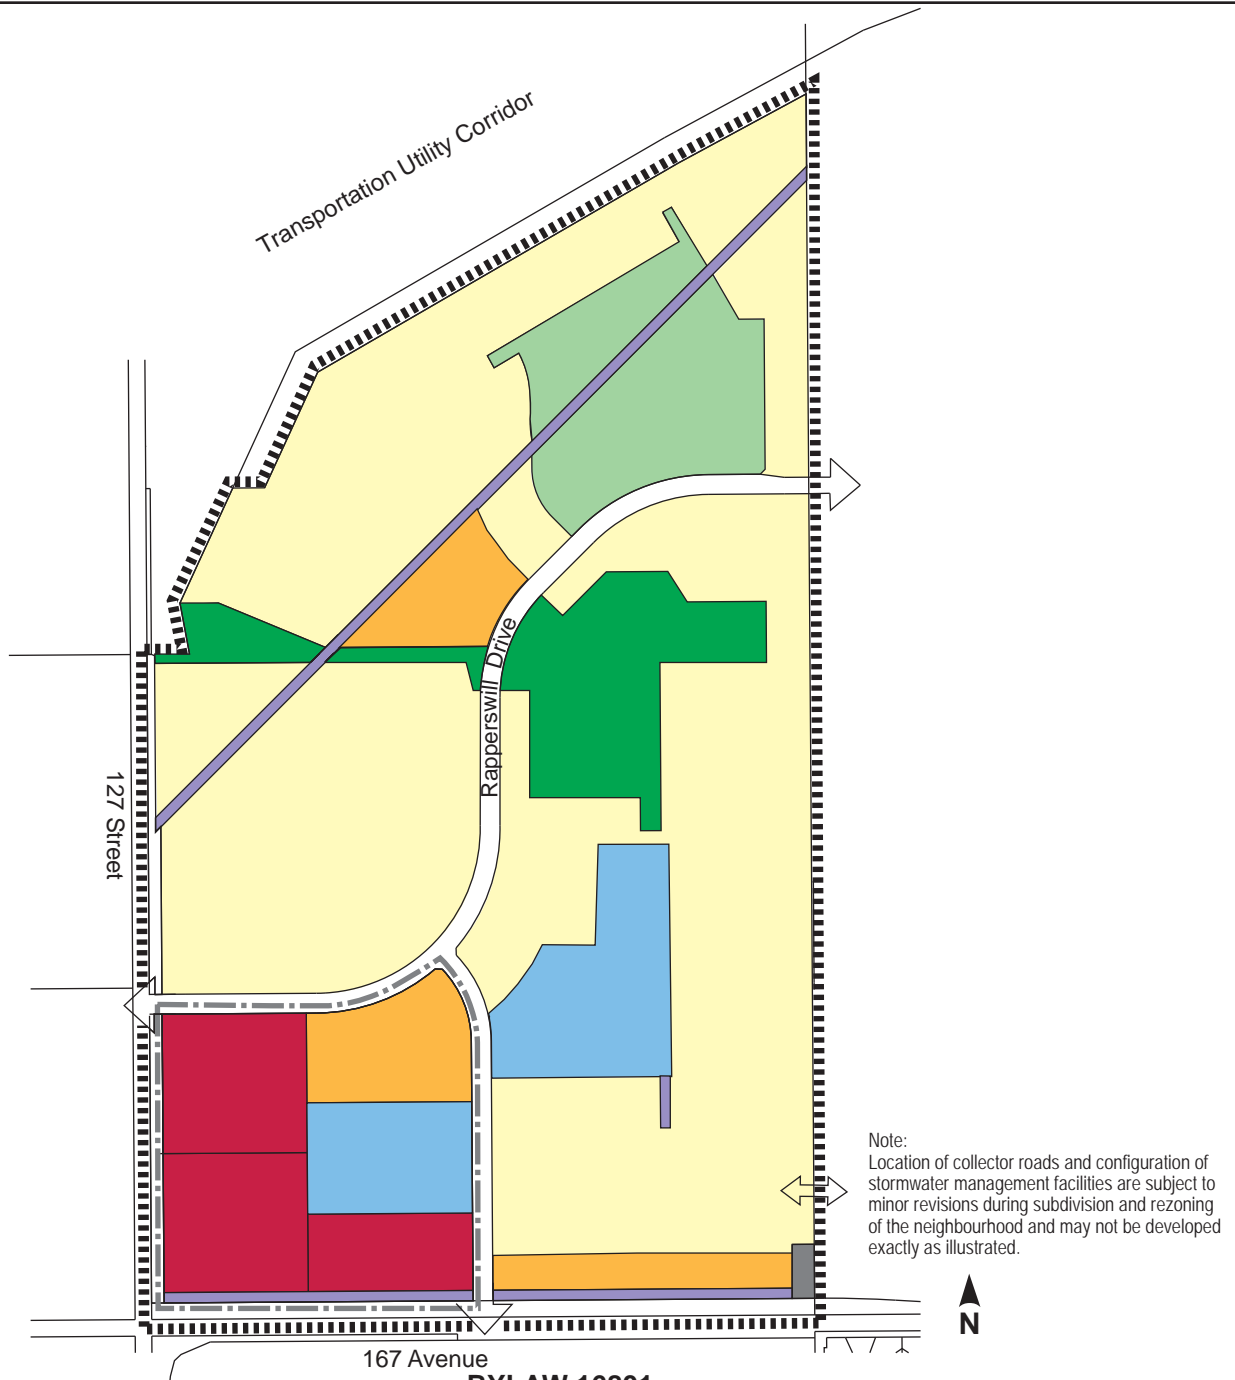 Transportation Utility Corridor
Rapperswill Drive
127 Street
Note:
Location of collector roads and configuration of
stormwater management facilities are subject to
minor revisions during subdivision and rezoning
of the neighbourhood and may not be developed
exactly as illustrated.
N
167 Avenue